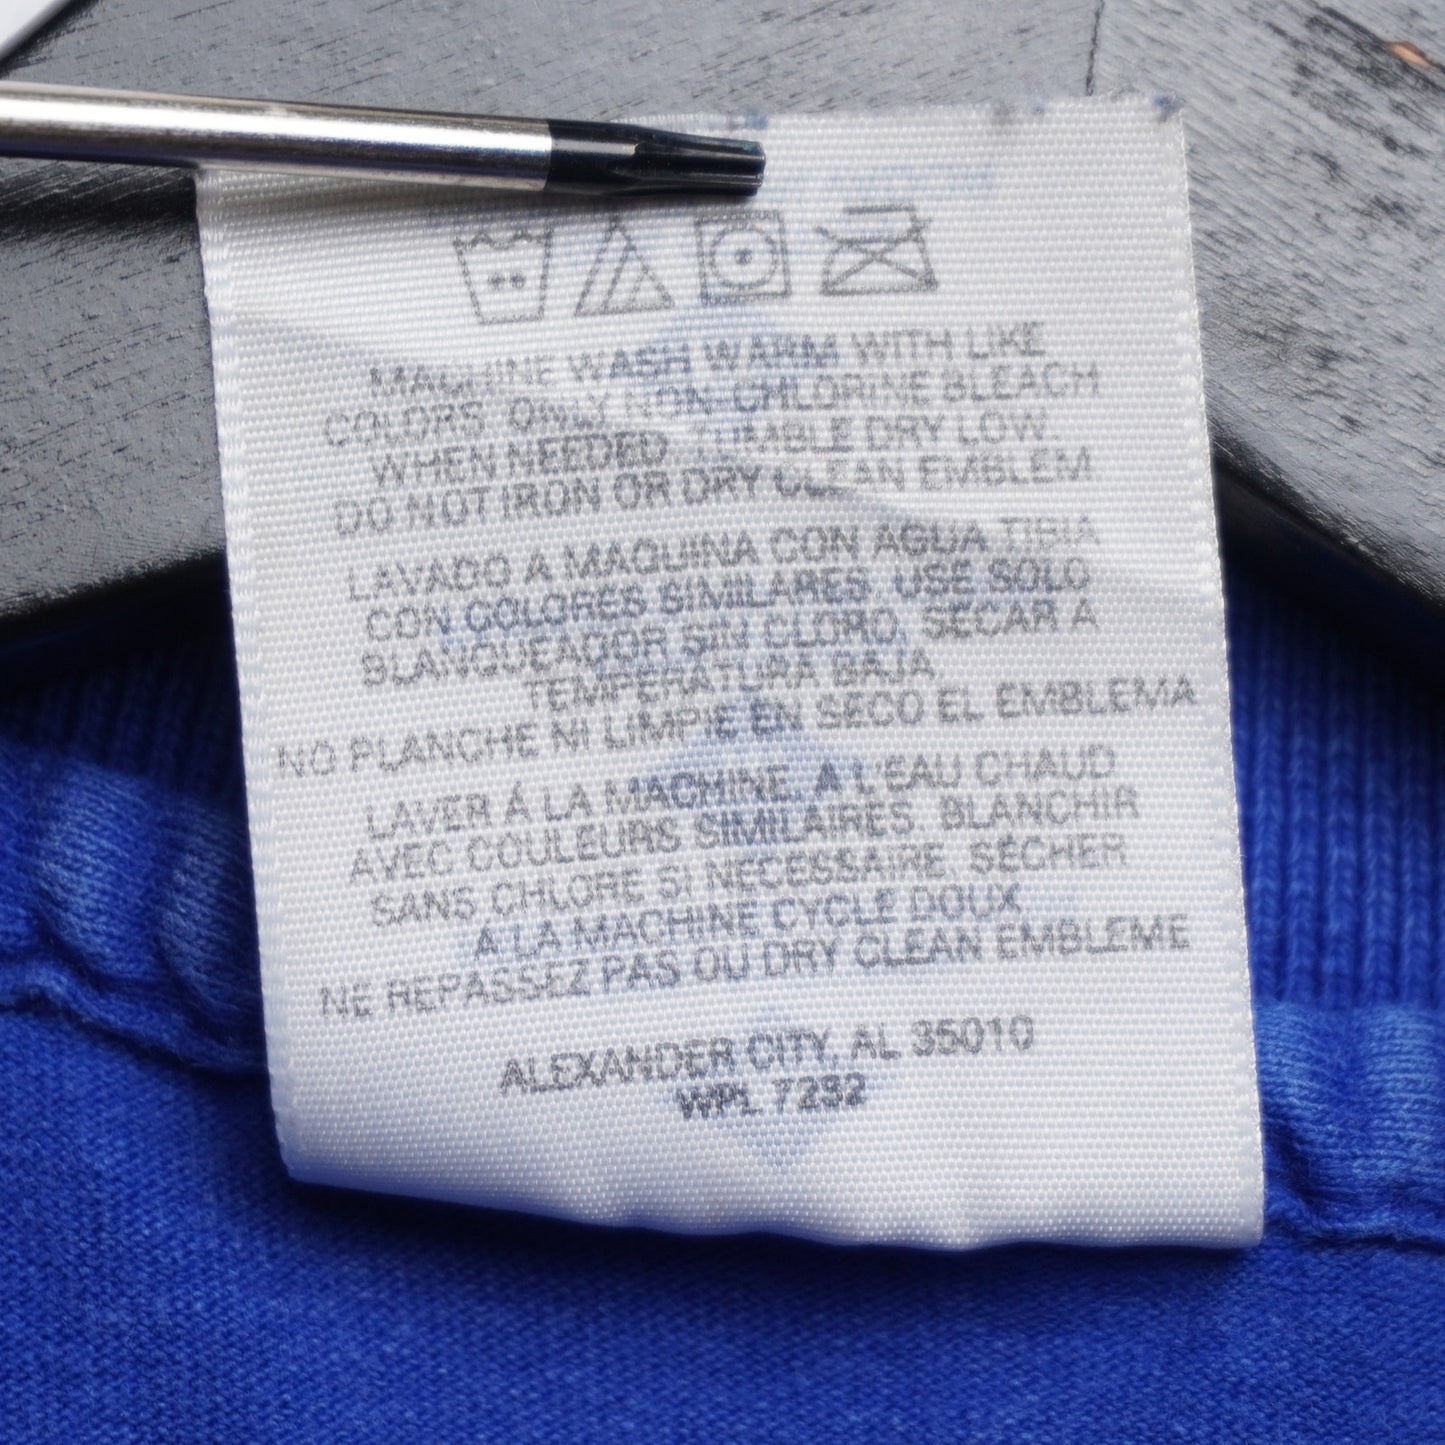 MACHINE WASH WARM WITH LIKE
COLORS. ONLY NON-CHLORINE BLEACH
WHEN NEEDED. TUMBLE DRY LOW.
DO NOT IRON OR DRY CLEAN EMBLEM
LAVADO A MAQUINA CON AGUA TIBIA
CON COLORES SIMILARES. USE SOLO
BLANQUEADOR SIN CLORO. SECAR A
TEMPERATURA BAJA.
NO PLANCHE NI LIMPIE EN SECO EL EMBLEMA
LAVER Á LA MACHINE, A L'EAU CHAUD
AVEC COULEURS SIMILAIRES. BLANCHIR
SANS CHLORE SI NECESSAIRE. SÉCHER
A LA MACHINE CYCLE DOUX
NE REPASSEZ PAS OU DRY CLEAN EMBLEME
ALEXANDER CITY, AL 35010
WPL 7232